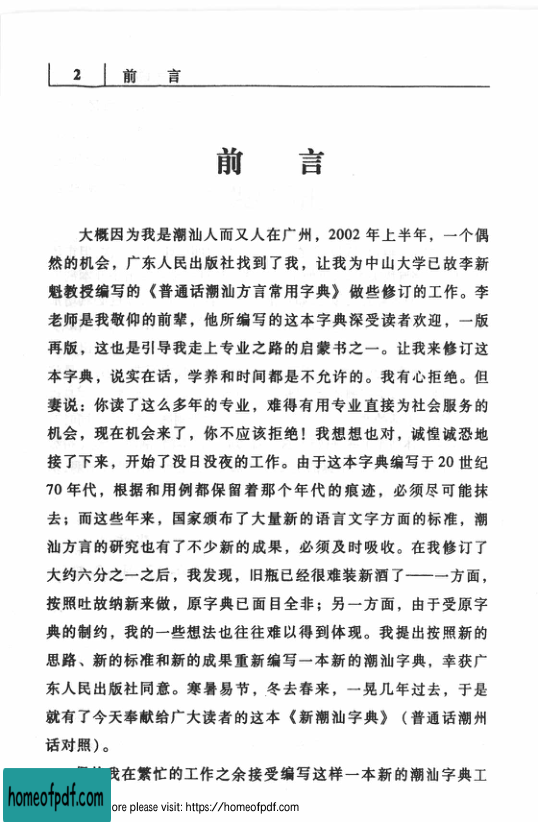 2 前 言
前 言
大概因为我是潮汕人而又人在广州，2002 年上半年，一个偶
然的机会，广东人民出版社找到了我，让我为中山大学已故李新
魁教授编写的《普通话潮汕方言常用字典》做些修订的工作。李
老师是我敬仰的前辈，他所编写的这本字典深受读者欢迎，一版
再版，这也是引导我走上专业之路的启蒙书之一。让我来修订这
本字典，说实在话，学养和时间都是不允许的。我有心拒绝。但
妻说：你读了这么多年的专业，难得有用专业直接为社会服务的
机会，现在机会来了，你不应该拒绝！我想想也对，诚惶诚恐地
接了下来，开始了没日没夜的工作。由于这本字典编写于 20 世纪
70 年代，根据和用例都保留着那个年代的痕迹，必须尽可能抹
去；而这些年来，国家颁布了大量新的语言文字方面的标准，潮
汕方言的研究也有了不少新的成果，必须及时吸收。在我修订了
大约六分之一之后，我发现，旧瓶已经很难装新酒了——一方面，
按照吐故纳新来做，原字典已面目全非；另一方面，由于受原字
典的制约，我的一些想法也往往难以得到体现。我提出按照新的
思路、新的标准和新的成果重新编写一本新的潮汕字典，幸获广
东人民出版社同意。寒暑易节，冬去春来，一晃几年过去，于是
就有了今天奉献给广大读者的这本《新潮汕字典》（普通话潮州
话对照）。
我在繁忙的工作之余接受编写这样一本新的潮汕字典工
homeofpdf.com
ore please visit: https://homeofpdf.com